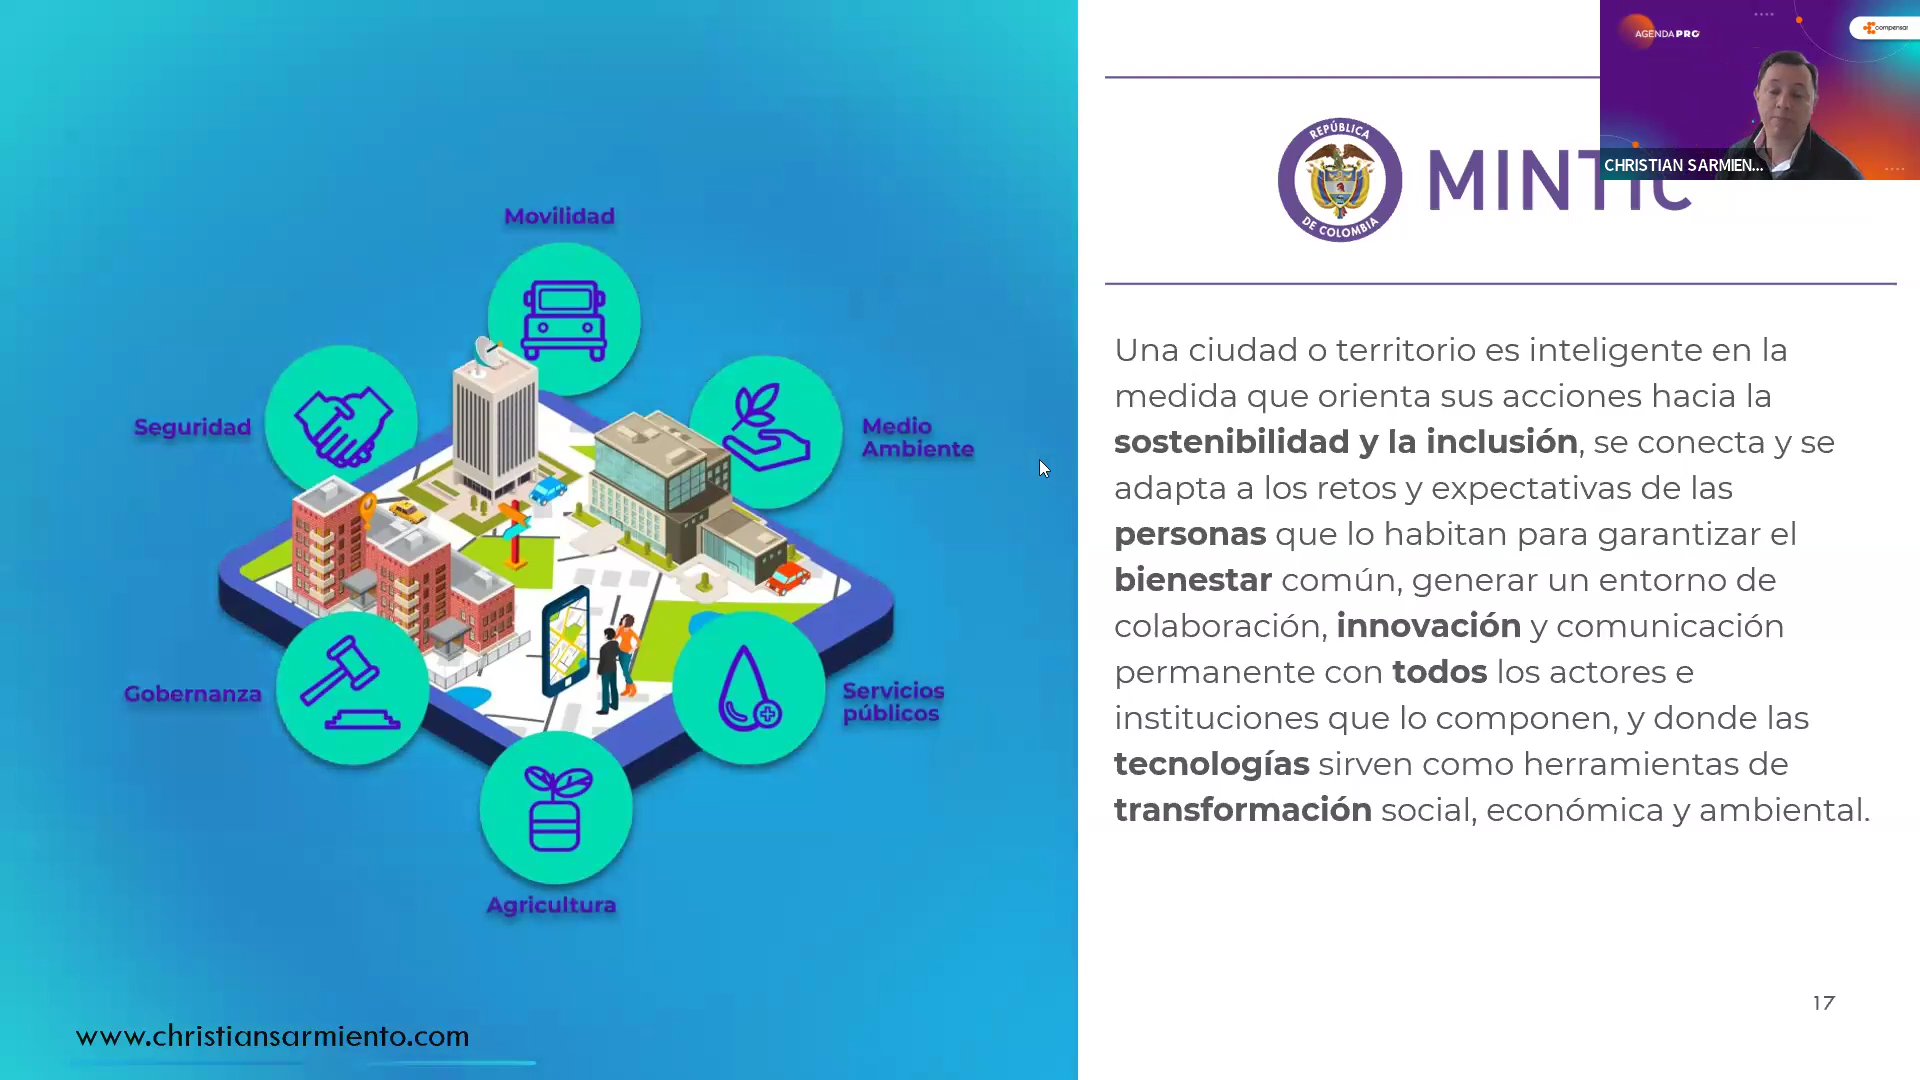 Movilidad
Seguridad
Medio
Ambiente
Gobernanza
Servicios
públicos
Agricultura
www.christiansarmiento.com
AGENDAPRO
compensar
CHRISTIAN SARMIEN...
REPÚBLICA
DE COLOMBIA
MINTIC
Una ciudad o territorio es inteligente en la
medida que orienta sus acciones hacia la
sostenibilidad y la inclusión, se conecta y se
adapta a los retos y expectativas de las
personas que lo habitan para garantizar el
bienestar común, generar un entorno de
colaboración, innovación y comunicación
permanente con todos los actores e
instituciones que lo componen, y donde las
tecnologías sirven como herramientas de
transformación social, económica y ambiental.
17